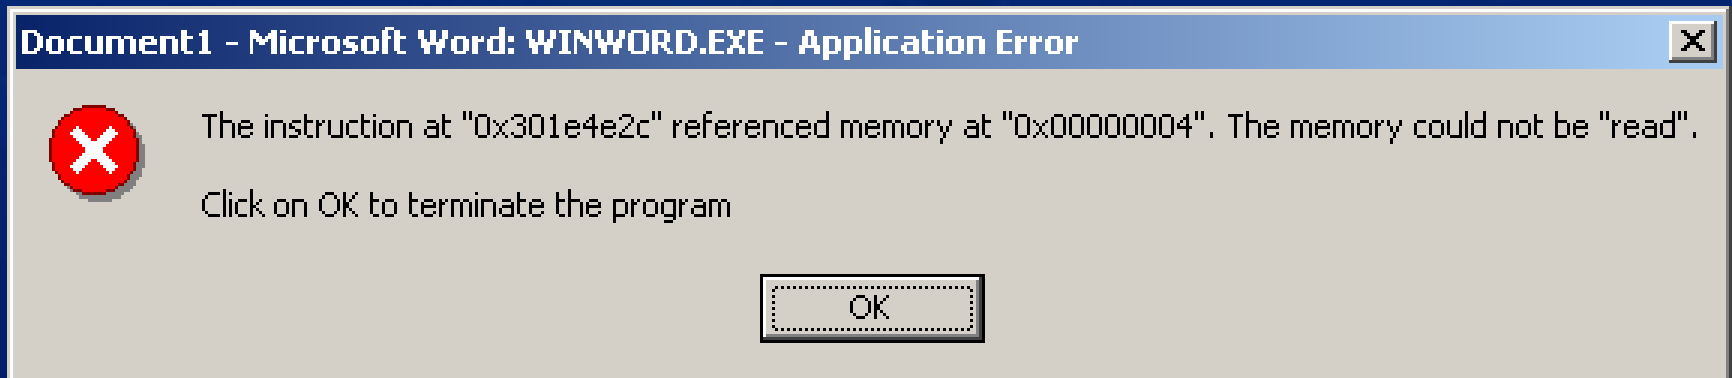 Document1 - Microsoft Word: WINWORD.EXE - Application Error
The instruction at "0x301e4e2c" referenced memory at "0x00000004". The memory could not be "read".
Click on OK to terminate the program
OK